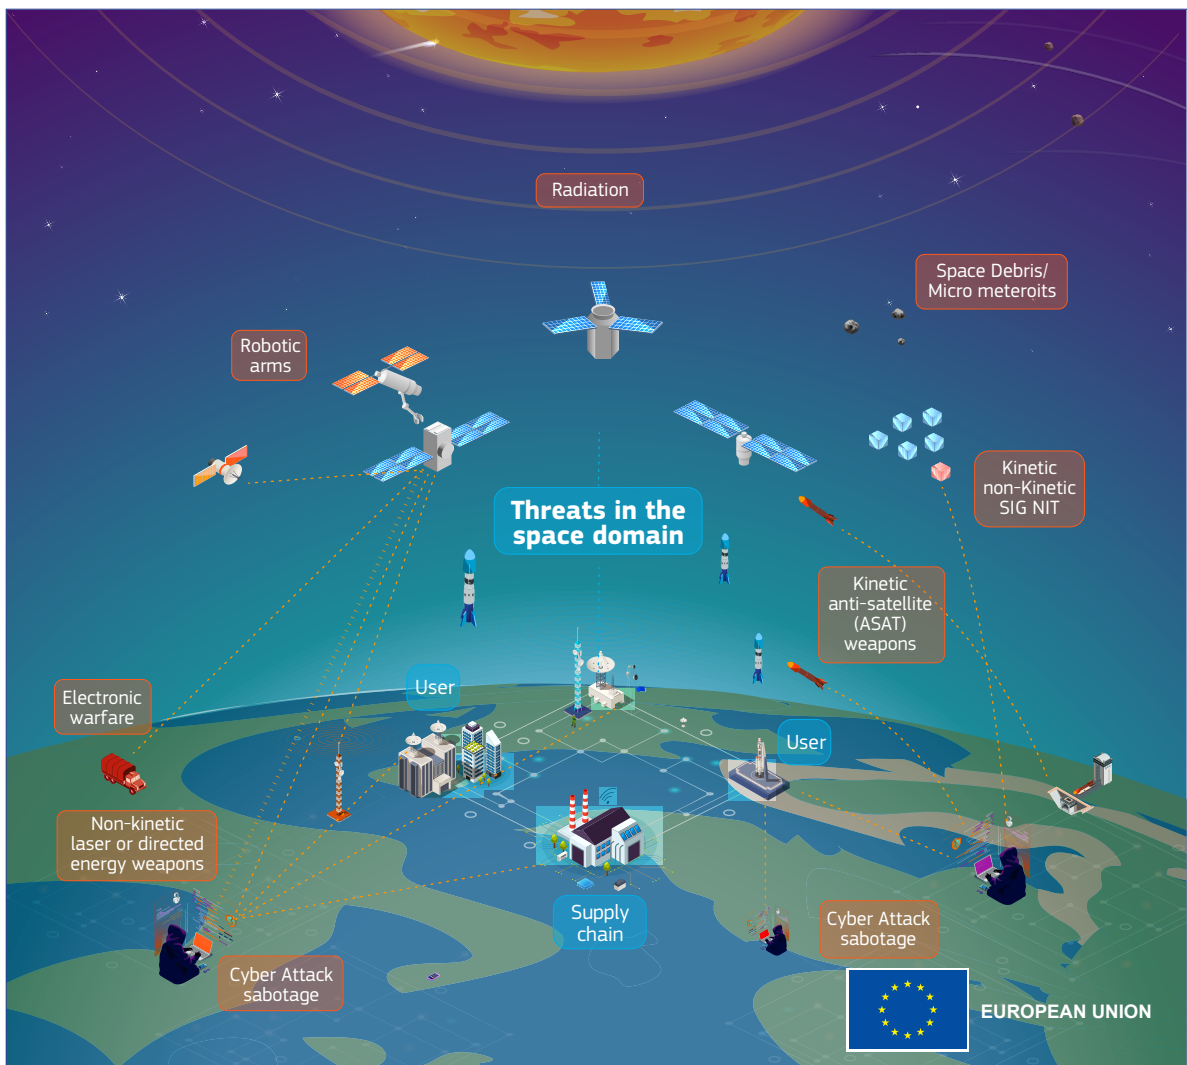 Radiation
Space Debris/
Micro meteroits
Robotic
arms
Kinetic
non-Kinetic
SIG NIT
Threats in the
space domain
Kinetic
anti-satellite
(ASAT)
weapons
User
Electronic
warfare
User
Non-kinetic
laser or directed
energy weapons
Supply
chain
Cyber Attack
sabotage
Cyber Attack
sabotage
EUROPEAN UNION